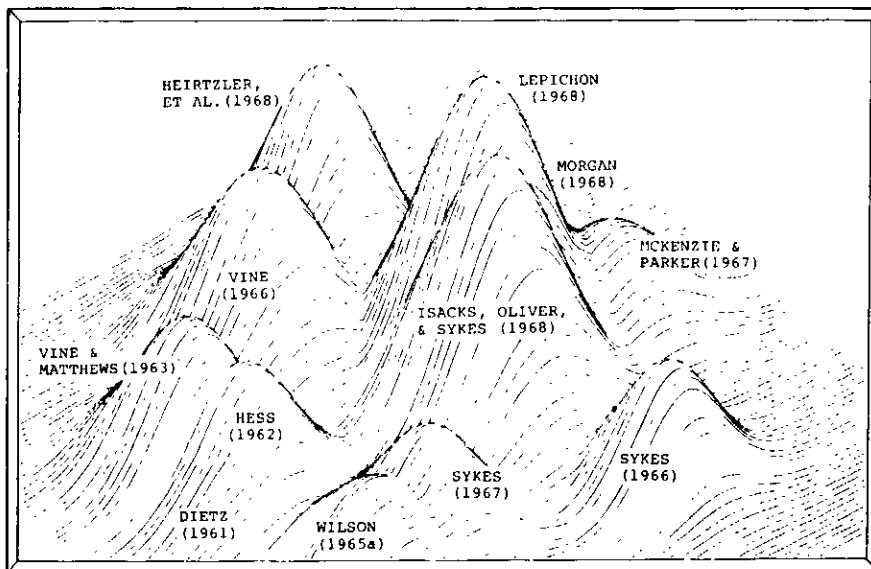 HEIRTZLER,
ET AL. (1968)
LEPICHON
(1968)
MORGAN
(1968)
MCKENZIE &
PARKER (1967)
VINE
(1966)
ISACKS, OLIVER,
& SYKES (1968)
VINE &
MATTHEWS (1963)
HESS
(1962)
SYKES
(1967)
SYKES
(1966)
DIETZ
(1961)
WILSON
(1965a)